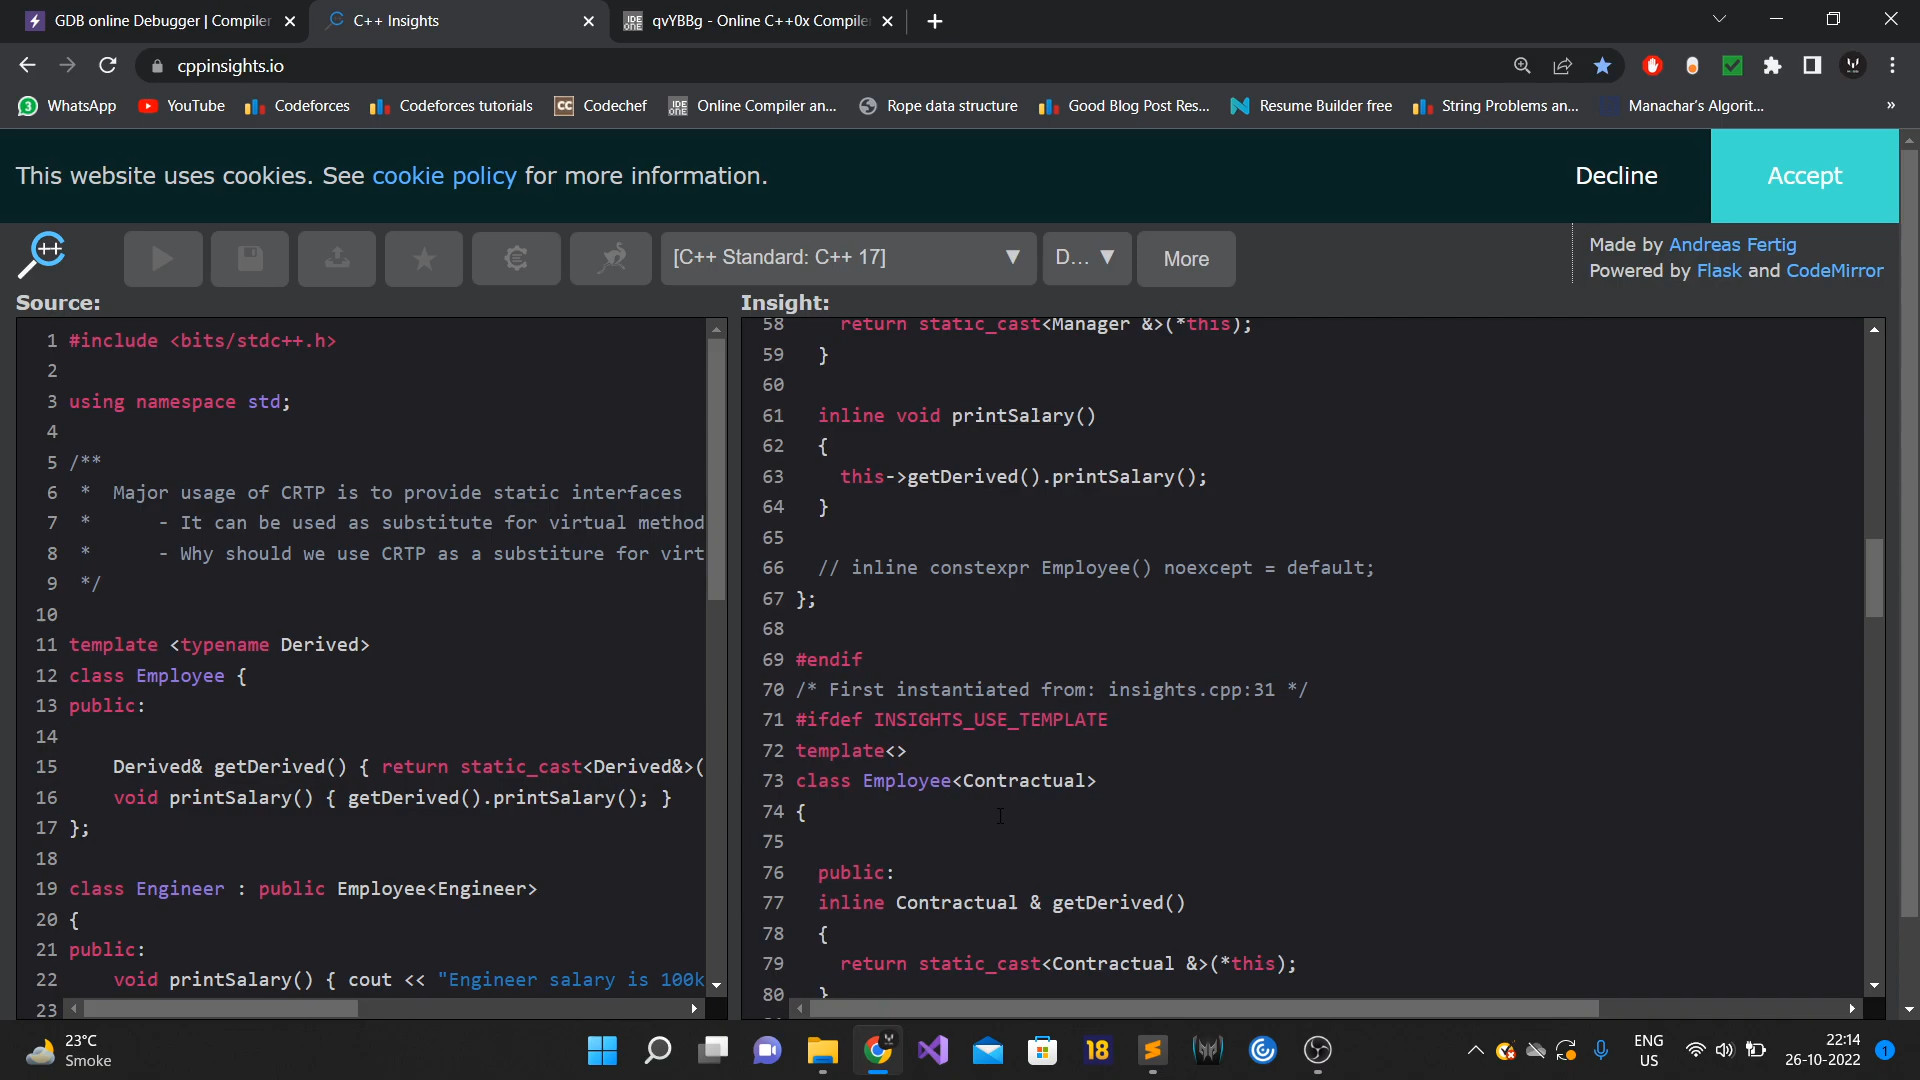 GDB online Debugger | Compiler
C++ Insights
qvYBBg - Online C++0x Compile
cppinsights.io
WhatsApp
YouTube
Codeforces
Codeforces tutorials
Codechef
Online Compiler an...
Rope data structure
Good Blog Post Res...
Resume Builder free
String Problems an...
Manachar's Algorit...
»
This website uses cookies. See cookie policy for more information.
Decline
Accept
[C++ Standard: C++ 17]
D...
More
Made by Andreas Fertig
Powered by Flask and CodeMirror
Source:
1 #include <bits/stdc++.h>
2
3 using namespace std;
4
5 /**
6 * Major usage of CRTP is to provide static interfaces
7 * - It can be used as substitute for virtual method
8 * - Why should we use CRTP as a substiture for virt
9 */
10
11 template <typename Derived>
12 class Employee {
13 public:
14
15 Derived& getDerived() { return static_cast<Derived&>(
16 void printSalary() { getDerived().printSalary(); }
17 };
18
19 class Engineer : public Employee<Engineer>
20 {
21 public:
22 void printSalary() { cout << "Engineer salary is 100k
23
Insight:
58 return static_cast<Manager &>(*this);
59 }
60
61 inline void printSalary()
62 {
63 this->getDerived().printSalary();
64 }
65
66 // inline constexpr Employee() noexcept = default;
67 };
68
69 #endif
70 /* First instantiated from: insights.cpp:31 */
71 #ifdef INSIGHTS_USE_TEMPLATE
72 template<>
73 class Employee<Contractual>
74 {
75
76 public:
77 inline Contractual & getDerived()
78 {
79 return static_cast<Contractual &>(*this);
80 }
23°C
Smoke
18
ENG
US
22:14
26-10-2022
1